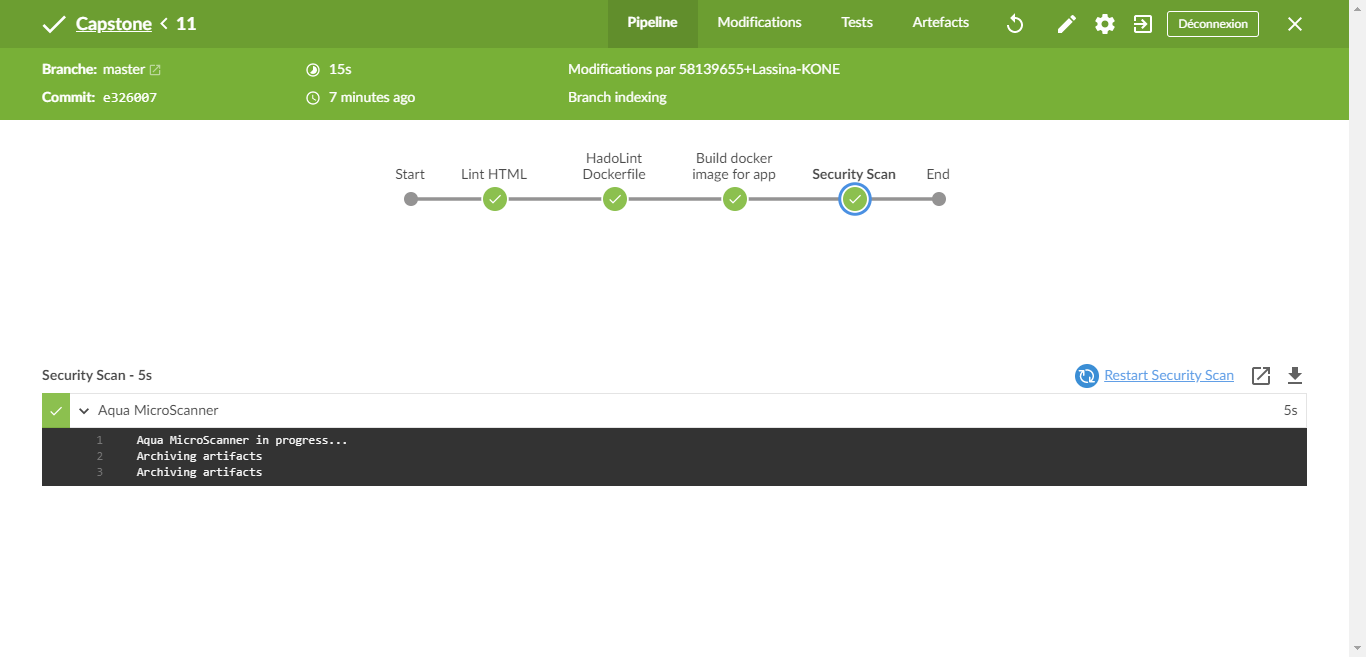 Capstone < 11
Pipeline
Modifications
Tests
Artefacts
Déconnexion
Branche: master
15s
Modifications par 58139655+Lassina-KONE
Commit: e326007
7 minutes ago
Branch indexing
Start
Lint HTML
HadoLint
Dockerfile
Build docker
image for app
Security Scan
End
Security Scan - 5s
Restart Security Scan
Aqua MicroScanner
5s
1 Aqua MicroScanner in progress...
2 Archiving artifacts
3 Archiving artifacts